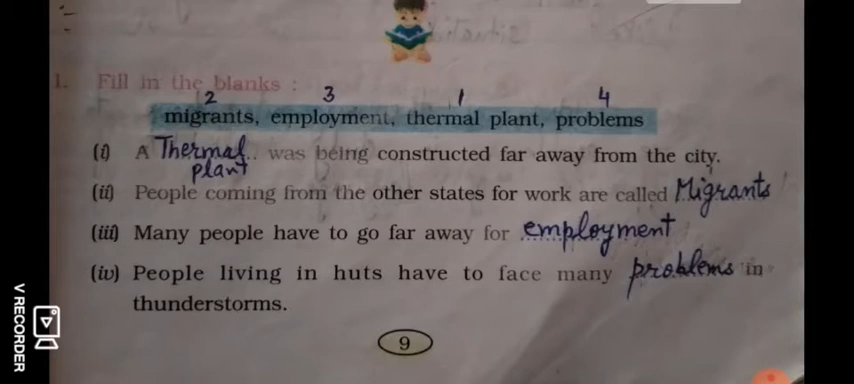 1. Fill in the blanks :
2 3 1 4
migrants, employment, thermal plant, problems
(i) A Thermal plant was being constructed far away from the city.
(ii) People coming from the other states for work are called Migrants
(iii) Many people have to go far away for employment
(iv) People living in huts have to face many problems in
thunderstorms.
9
V RECORDER